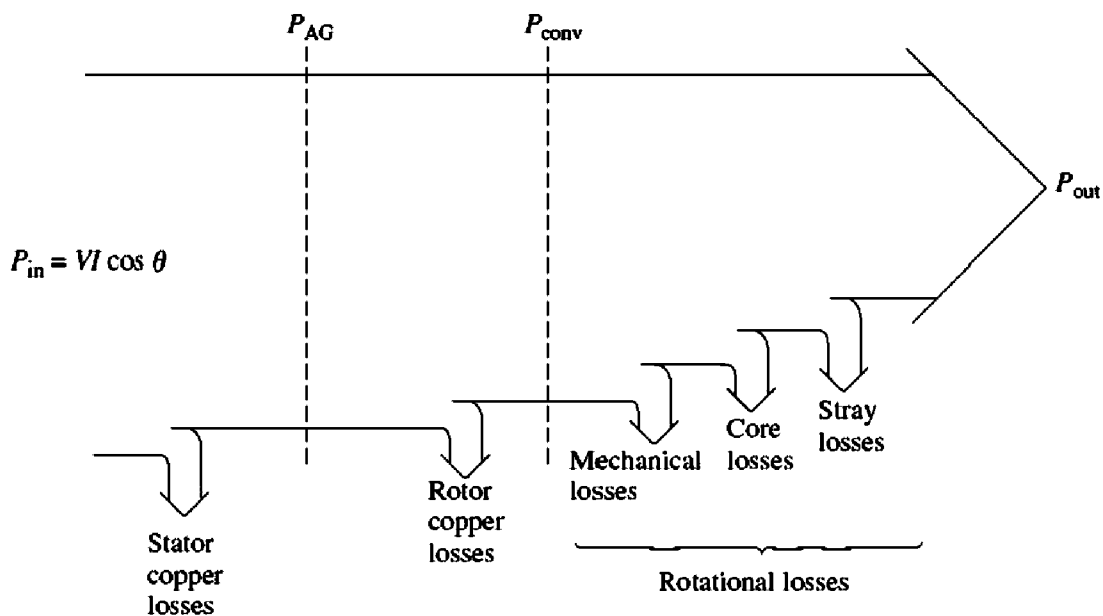 P_AG
P_conv
P_out
P_in = VI cos θ
Stator
copper
losses
Rotor
copper
losses
Mechanical
losses
Core
losses
Stray
losses
Rotational losses